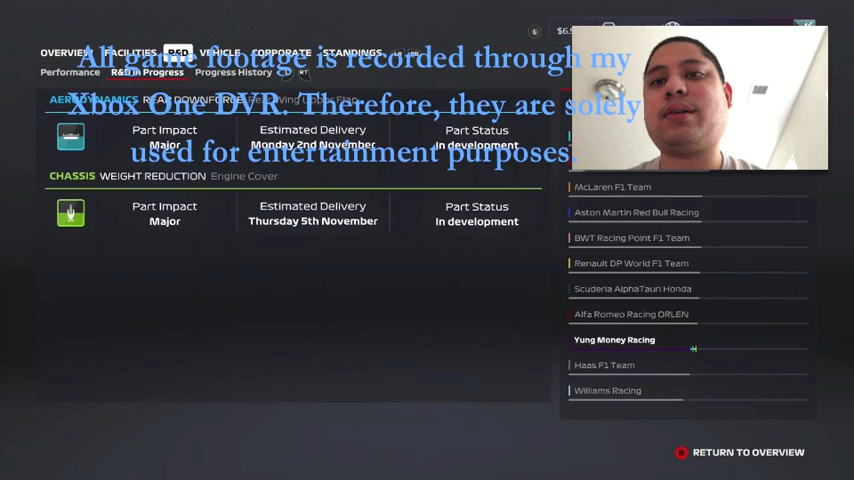 OVERVIEW FACILITIES R&D VEHICLE CORPORATE STANDINGS
Performance R&D In Progress Progress History RT
All game footage is recorded through my
Xbox One DVR. Therefore, they are solely
used for entertainment purposes.
AERODYNAMICS REAR DOWNFORCE Rear Wing Upper Flap
Part Impact
Major
Estimated Delivery
Monday 2nd November
Part Status
In development
CHASSIS WEIGHT REDUCTION Engine Cover
Part Impact
Major
Estimated Delivery
Thursday 5th November
Part Status
In development
McLaren F1 Team
Aston Martin Red Bull Racing
BWT Racing Point F1 Team
Renault DP World F1 Team
Scuderia AlphaTauri Honda
Alfa Romeo Racing ORLEN
Yung Money Racing
Haas F1 Team
Williams Racing
RETURN TO OVERVIEW